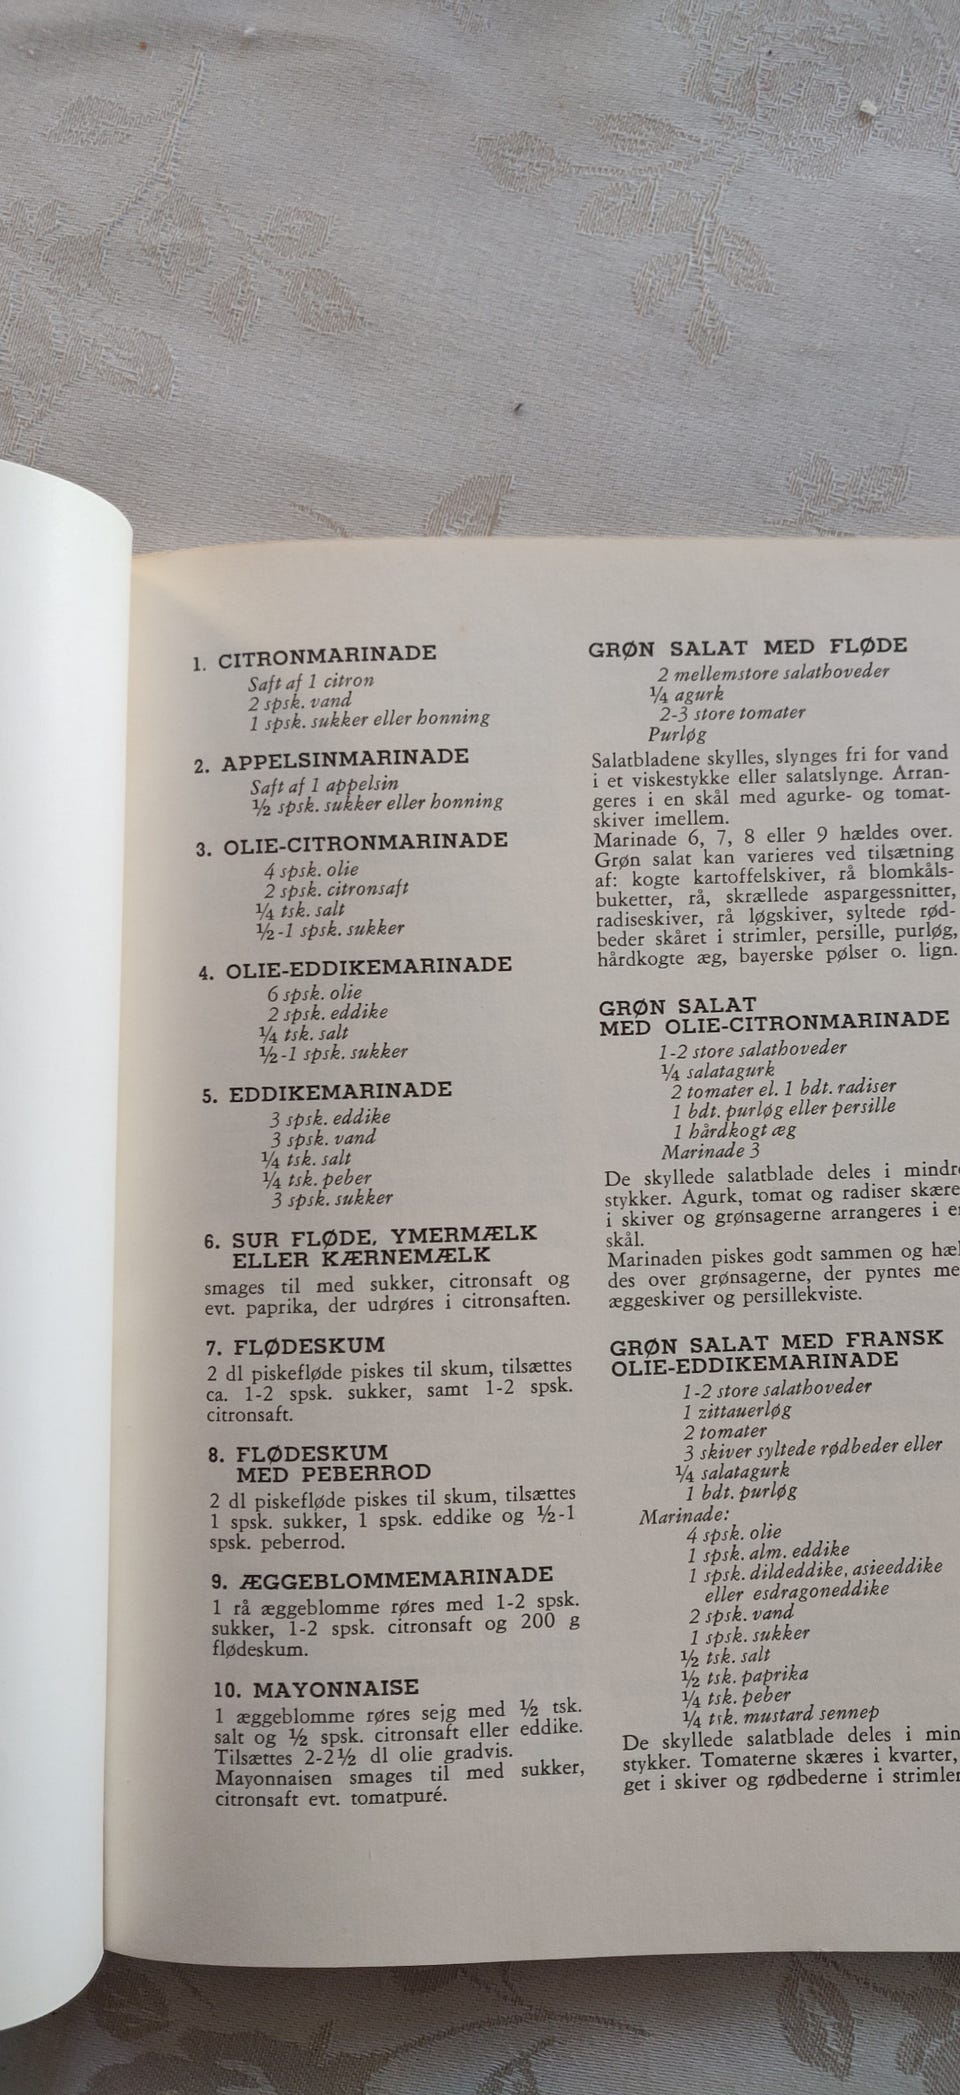 1. CITRONMARINADE
Saft af 1 citron
2 spsk. vand
1 spsk. sukker eller honning
2. APPELSINMARINADE
Saft af 1 appelsin
½ spsk. sukker eller honning
3. OLIE-CITRONMARINADE
4 spsk. olie
2 spsk. citronsaft
¼ tsk. salt
½-1 spsk. sukker
4. OLIE-EDDIKEMARINADE
6 spsk. olie
2 spsk. eddike
¼ tsk. salt
½-1 spsk. sukker
5. EDDIKEMARINADE
3 spsk. eddike
3 spsk. vand
¼ tsk. salt
¼ tsk. peber
3 spsk. sukker
6. SUR FLØDE, YMERMÆLK
ELLER KÆRNEMÆLK
smages til med sukker, citronsaft og
evt. paprika, der udrøres i citronsaften.
7. FLØDESKUM
2 dl piskefløde piskes til skum, tilsættes
ca. 1-2 spsk. sukker, samt 1-2 spsk.
citronsaft.
8. FLØDESKUM
MED PEBERROD
2 dl piskefløde piskes til skum, tilsættes
1 spsk. sukker, 1 spsk. eddike og ½-1
spsk. peberrod.
9. ÆGGEBLOMMEMARINADE
1 rå æggeblomme røres med 1-2 spsk.
sukker, 1-2 spsk. citronsaft og 200 g
flødeskum.
10. MAYONNAISE
1 æggeblomme røres sejg med ½ tsk.
salt og ½ spsk. citronsaft eller eddike.
Tilsættes 2-2½ dl olie gradvis.
Mayonnaisen smages til med sukker,
citronsaft evt. tomatpuré.
GRØN SALAT MED FLØDE
2 mellemstore salathoveder
¼ agurk
2-3 store tomater
Purløg
Salatbladene skylles, slynges fri for vand
i et viskestykke eller salatslynge. Arran-
geres i en skål med agurke- og tomat-
skiver imellem.
Marinade 6, 7, 8 eller 9 hældes over.
Grøn salat kan varieres ved tilsætning
af: kogte kartoffelskiver, rå blomkåls-
buketter, rå, skrællede aspargessnitter,
radiseskiver, rå løgskiver, syltede rød-
beder skåret i strimler, persille, purløg,
hårdkogte æg, bayerske pølser o. lign.
GRØN SALAT
MED OLIE-CITRONMARINADE
1-2 store salathoveder
¼ salatagurk
2 tomater el. 1 bdt. radiser
1 bdt. purløg eller persille
1 hårdkogt æg
Marinade 3
De skyllede salatblade deles i mindre
stykker. Agurk, tomat og radiser skære
i skiver og grønsagerne arrangeres i e
skål.
Marinaden piskes godt sammen og hæl
des over grønsagerne, der pyntes me
æggeskiver og persillekviste.
GRØN SALAT MED FRANSK
OLIE-EDDIKEMARINADE
1-2 store salathoveder
1 zittauerløg
2 tomater
3 skiver syltede rødbeder eller
¼ salatagurk
1 bdt. purløg
Marinade:
4 spsk. olie
1 spsk. alm. eddike
1 spsk. dildeddike, asieeddike
eller esdragoneddike
2 spsk. vand
1 spsk. sukker
½ tsk. salt
½ tsk. paprika
¼ tsk. peber
¼ tsk. mustard sennep
De skyllede salatblade deles i min
stykker. Tomaterne skæres i kvarter,
get i skiver og rødbederne i strimler